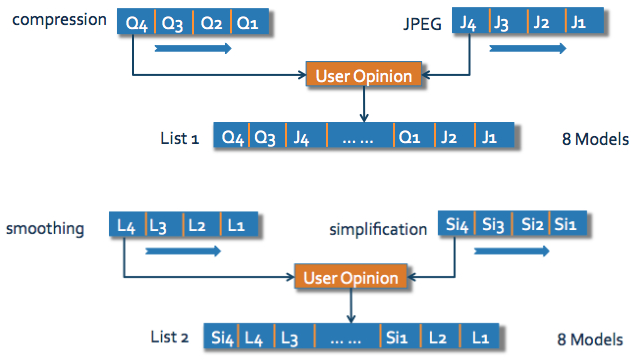 compression Q4 Q3 Q2 Q1 JPEG J4 J3 J2 J1
User Opinion
List 1 Q4 Q3 J4 ... ... Q1 J2 J1 8 Models
smoothing L4 L3 L2 L1 simplification Si4 Si3 Si2 Si1
User Opinion
List 2 Si4 L4 L3 ... ... Si1 L2 L1 8 Models